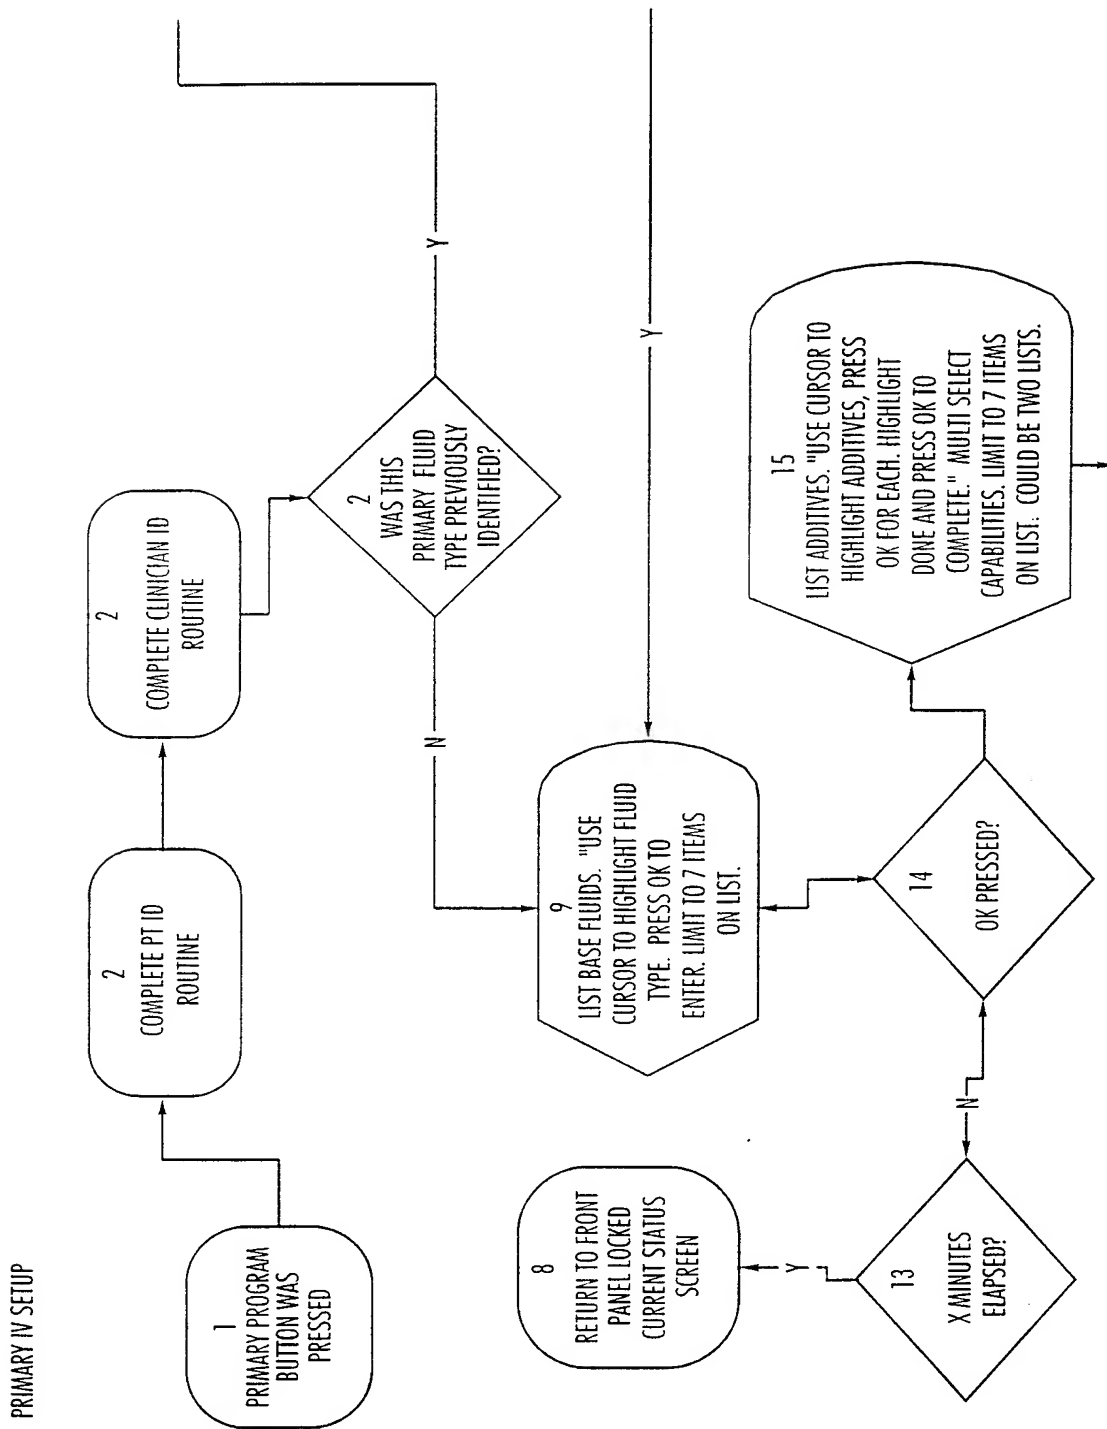 PRIMARY IV SETUP
1
PRIMARY PROGRAM
BUTTON WAS
PRESSED
2
COMPLETE PT ID
ROUTINE
2
COMPLETE CLINICIAN ID
ROUTINE
2
WAS THIS
PRIMARY FLUID
TYPE PREVIOUSLY
IDENTIFIED?
Y
N
Y
9
LIST BASE FLUIDS. "USE
CURSOR TO HIGHLIGHT FLUID
TYPE. PRESS OK TO
ENTER. LIMIT TO 7 ITEMS
ON LIST.
8
RETURN TO FRONT
PANEL LOCKED
CURRENT STATUS
SCREEN
Y
13
X MINUTES
ELAPSED?
N
14
OK PRESSED?
15
LIST ADDITIVES. "USE CURSOR TO
HIGHLIGHT ADDITIVES, PRESS
OK FOR EACH. HIGHLIGHT
DONE AND PRESS OK TO
COMPLETE." MULTI SELECT
CAPABILITIES. LIMIT TO 7 ITEMS
ON LIST. COULD BE TWO LISTS.